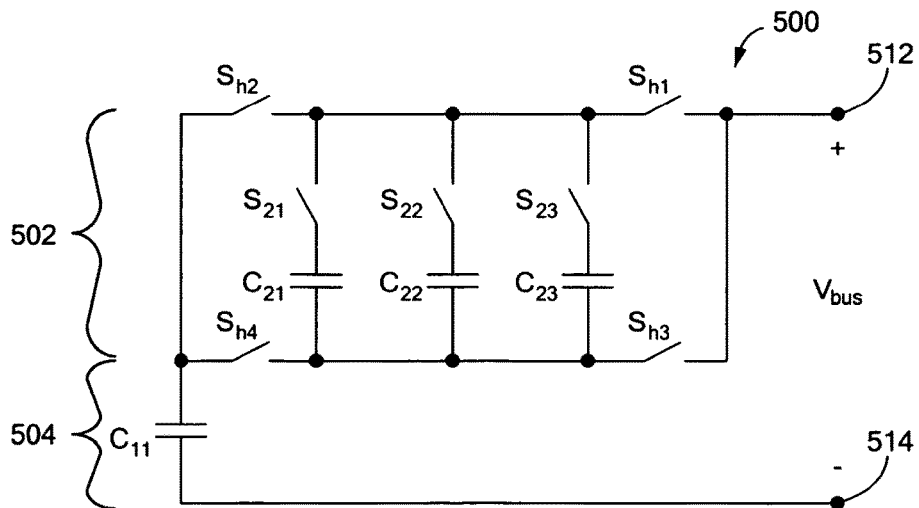 500
512
S_h2
S_h1
+
S_21
S_22
S_23
502
C_21
C_22
C_23
V_bus
S_h4
S_h3
504
C_11
514
-